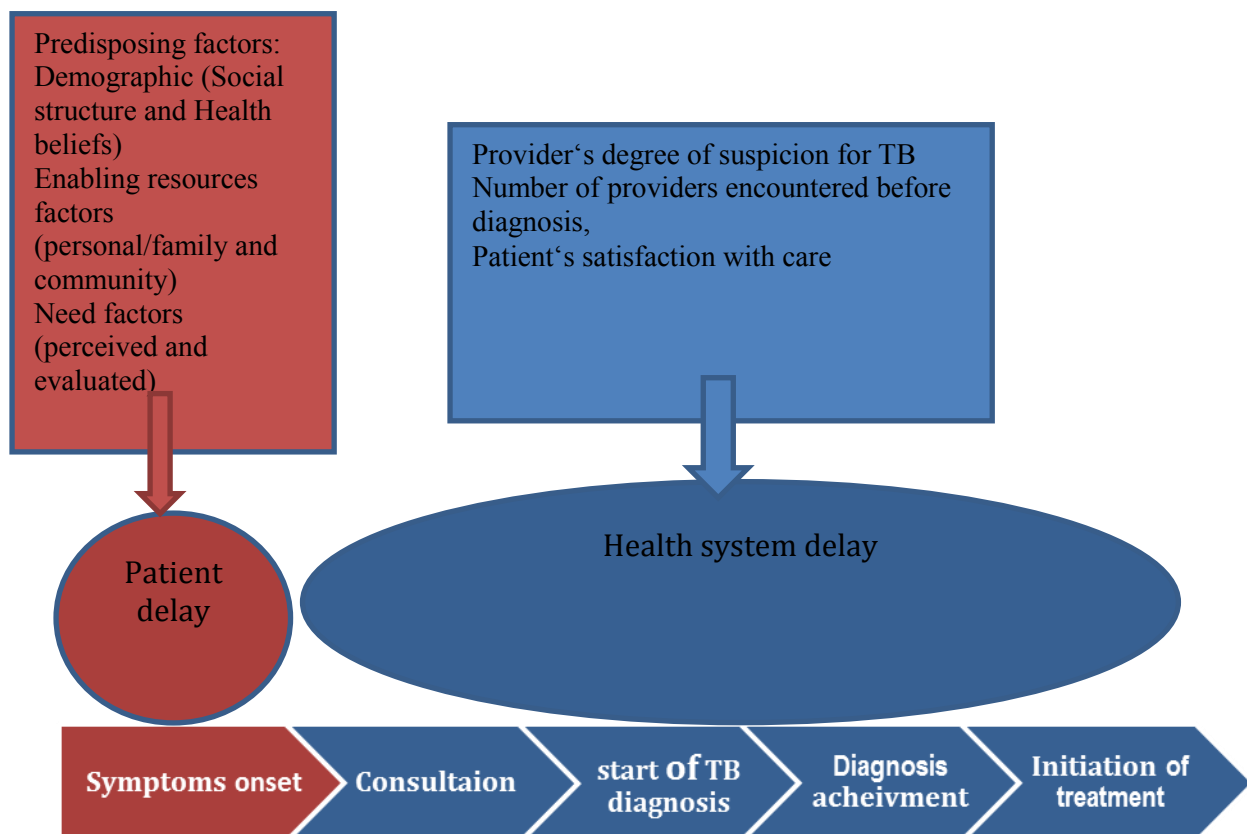 Predisposing factors:
Demographic (Social
structure and Health
beliefs)
Enabling resources
factors
(personal/family and
community)
Need factors
(perceived and
evaluated)
Provider‘s degree of suspicion for TB
Number of providers encountered before
diagnosis,
Patient‘s satisfaction with care
Patient
delay
Health system delay
Symptoms onset
Consultaion
start of TB
diagnosis
Diagnosis
acheivment
Initiation of
treatment